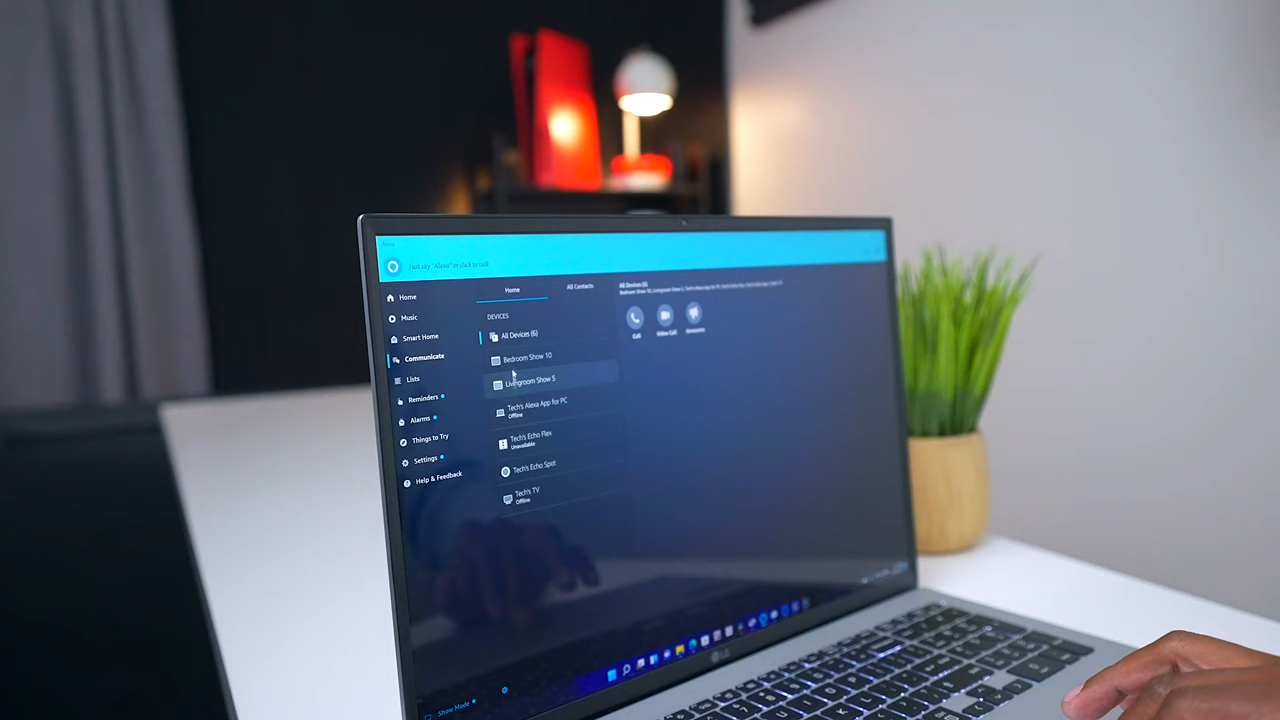 Alexa
Just say "Alexa" or click to talk
Home
Music
Smart Home
Communicate
Lists
Reminders
Alarms
Things to Try
Settings
Help & Feedback
Show Mode
Home
All Contacts
DEVICES
All Devices (6)
Bedroom Show 10
Livingroom Show 5
Tech's Alexa App for PC
Offline
Tech's Echo Flex
Unavailable
Tech's Echo Spot
Tech's TV
Offline
All Devices (6)
Call
Video Call
Announce
LG